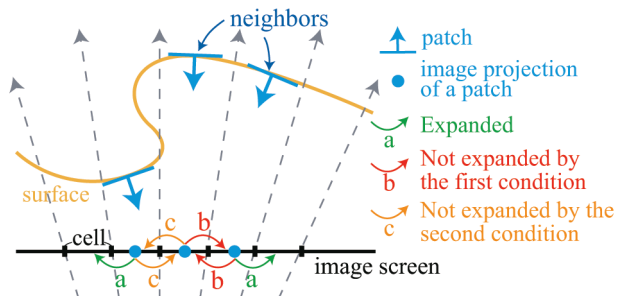 neighbors
patch
image projection
of a patch
a
Expanded
b
Not expanded by
the first condition
c
Not expanded by the
second condition
surface
cell
c
b
a
c
b
a
image screen